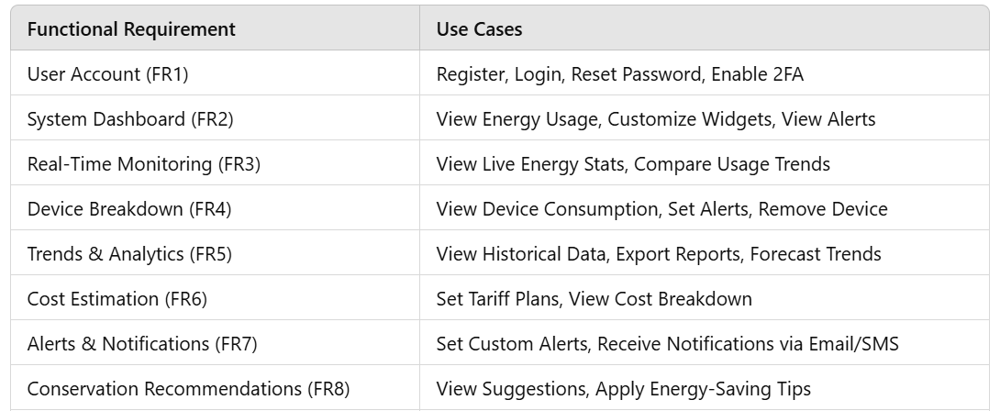 Functional Requirement Use Cases
User Account (FR1) Register, Login, Reset Password, Enable 2FA
System Dashboard (FR2) View Energy Usage, Customize Widgets, View Alerts
Real-Time Monitoring (FR3) View Live Energy Stats, Compare Usage Trends
Device Breakdown (FR4) View Device Consumption, Set Alerts, Remove Device
Trends & Analytics (FR5) View Historical Data, Export Reports, Forecast Trends
Cost Estimation (FR6) Set Tariff Plans, View Cost Breakdown
Alerts & Notifications (FR7) Set Custom Alerts, Receive Notifications via Email/SMS
Conservation Recommendations (FR8) View Suggestions, Apply Energy-Saving Tips